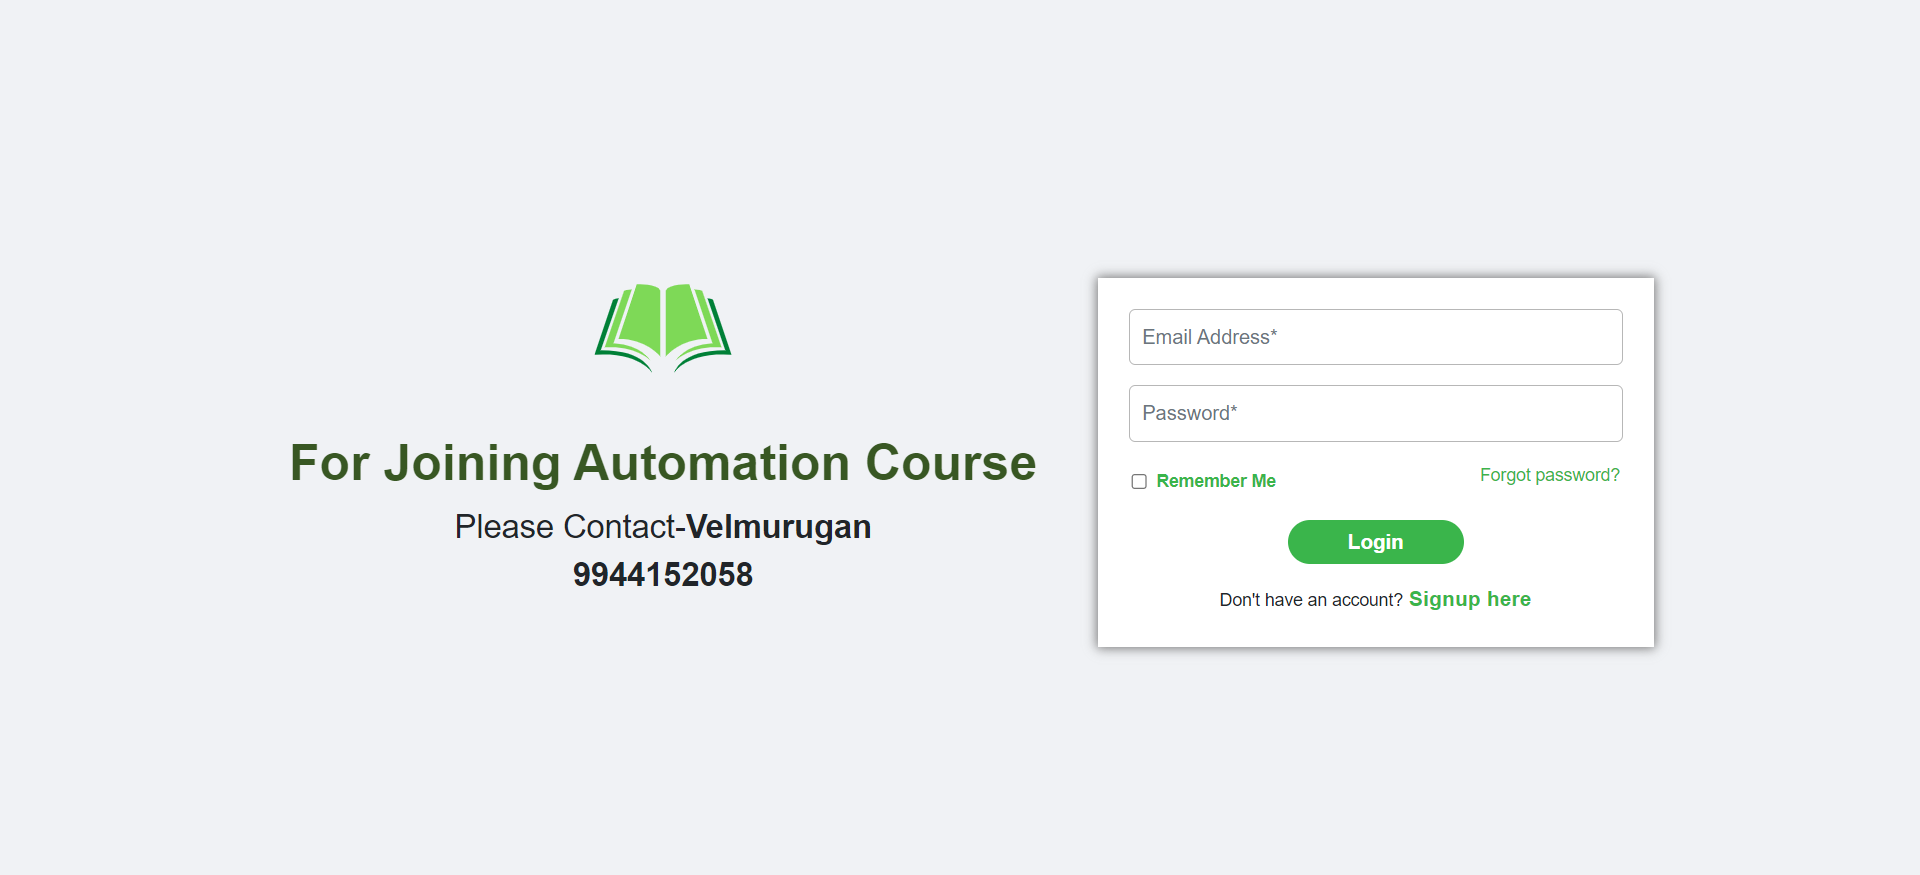 For Joining Automation Course
Please Contact-Velmurugan
9944152058
Email Address*
Password*
Remember Me
Forgot password?
Login
Don't have an account? Signup here